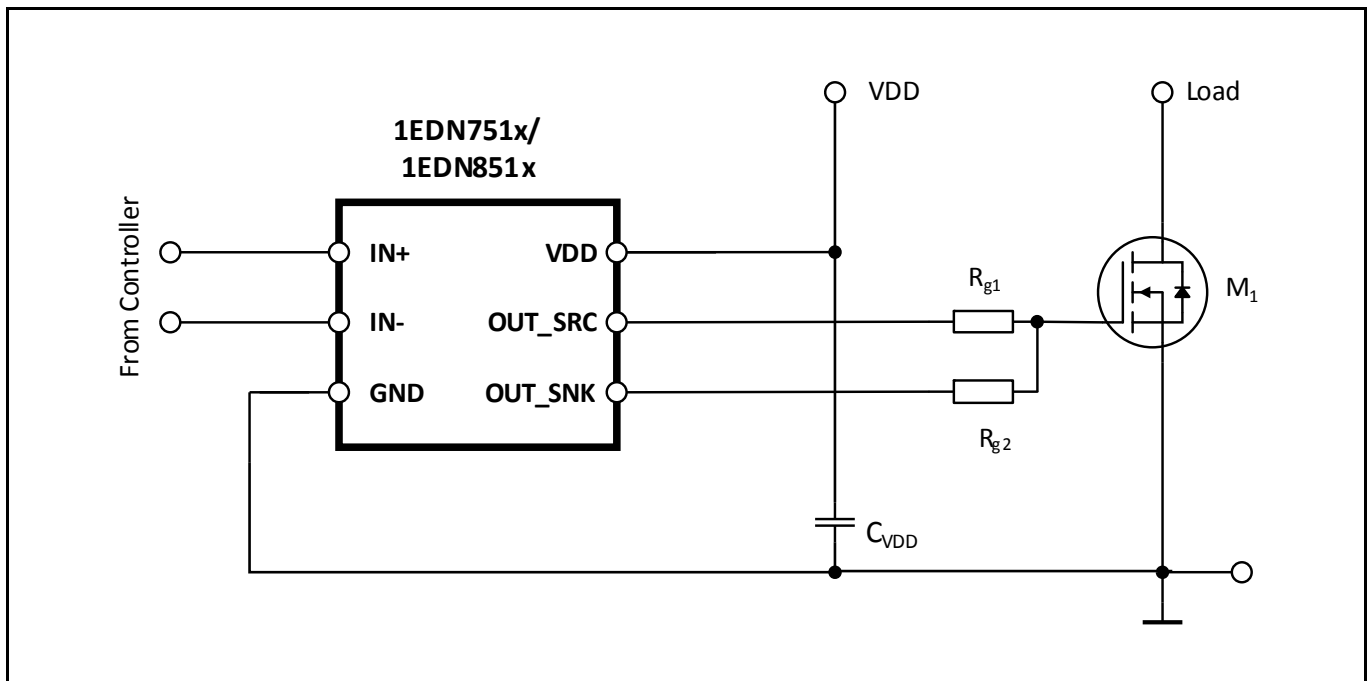 VDD
Load
1EDN751x/
1EDN851x
From Controller
IN+
VDD
IN-
OUT_SRC
GND
OUT_SNK
Rg1
Rg2
M1
CVDD